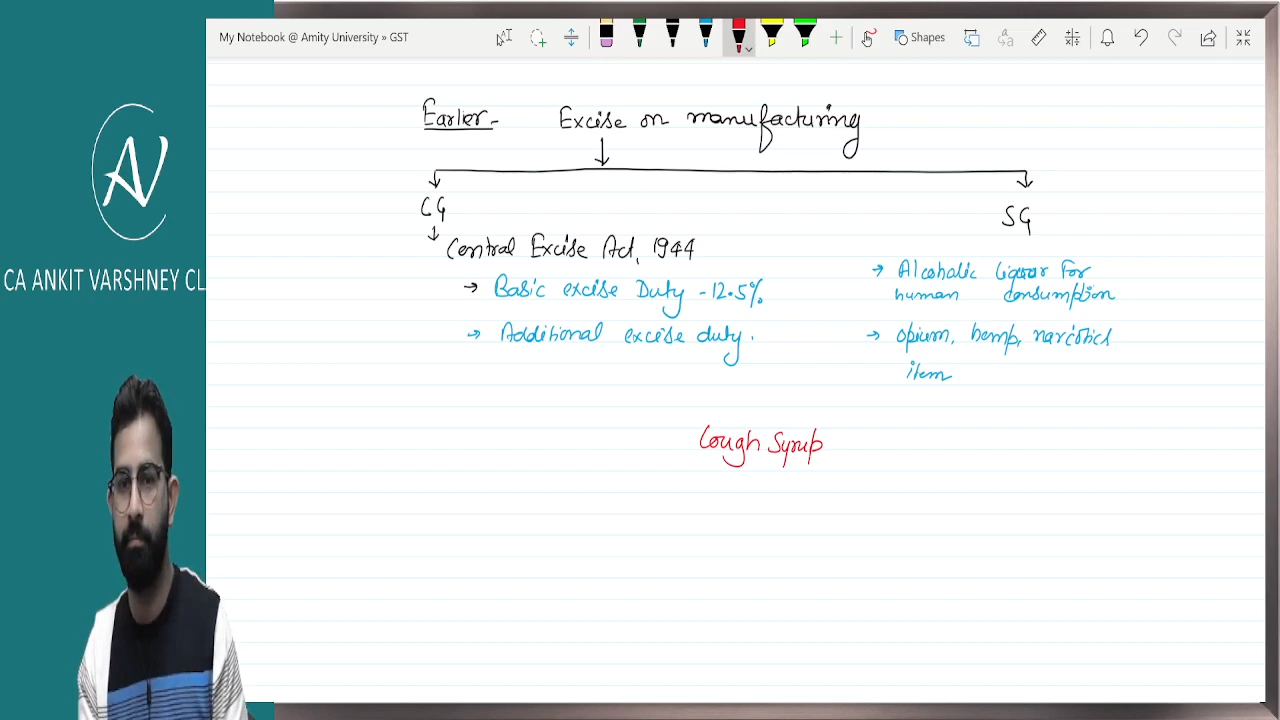 My Notebook @ Amity University » GST
Shapes
AV
CA ANKIT VARSHNEY CL
Earlier- Excise on manufacturing
CG
SG
Central Excise Act, 1944
→ Basic excise Duty - 12.5%
→ Additional excise duty.
→ Alcoholic liquor For
human consumption
→ opium, hemp, narcotics
item
Cough Syrup